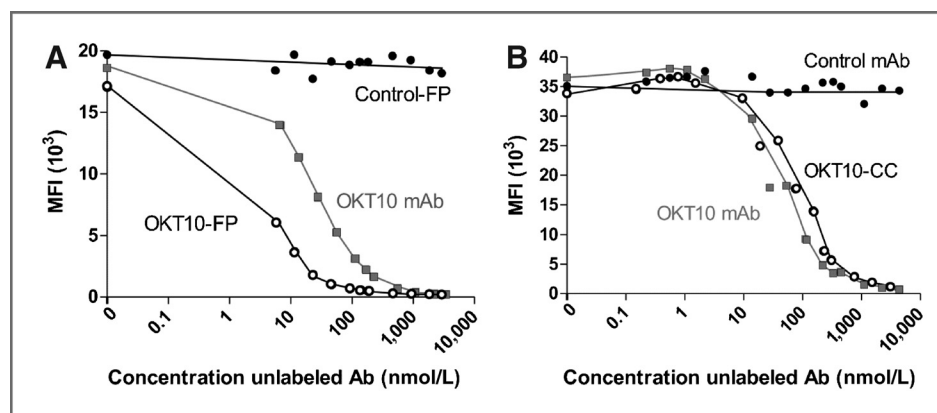 A
20
15
10
5
0
MFI (10³)
Control-FP
OKT10 mAb
OKT10-FP
0
0.1
1
10
100
1,000
10,000
Concentration unlabeled Ab (nmol/L)
B
40
35
30
25
20
15
10
5
0
MFI (10³)
Control mAb
OKT10-CC
OKT10 mAb
0
0.1
1
10
100
1,000
10,000
Concentration unlabeled Ab (nmol/L)